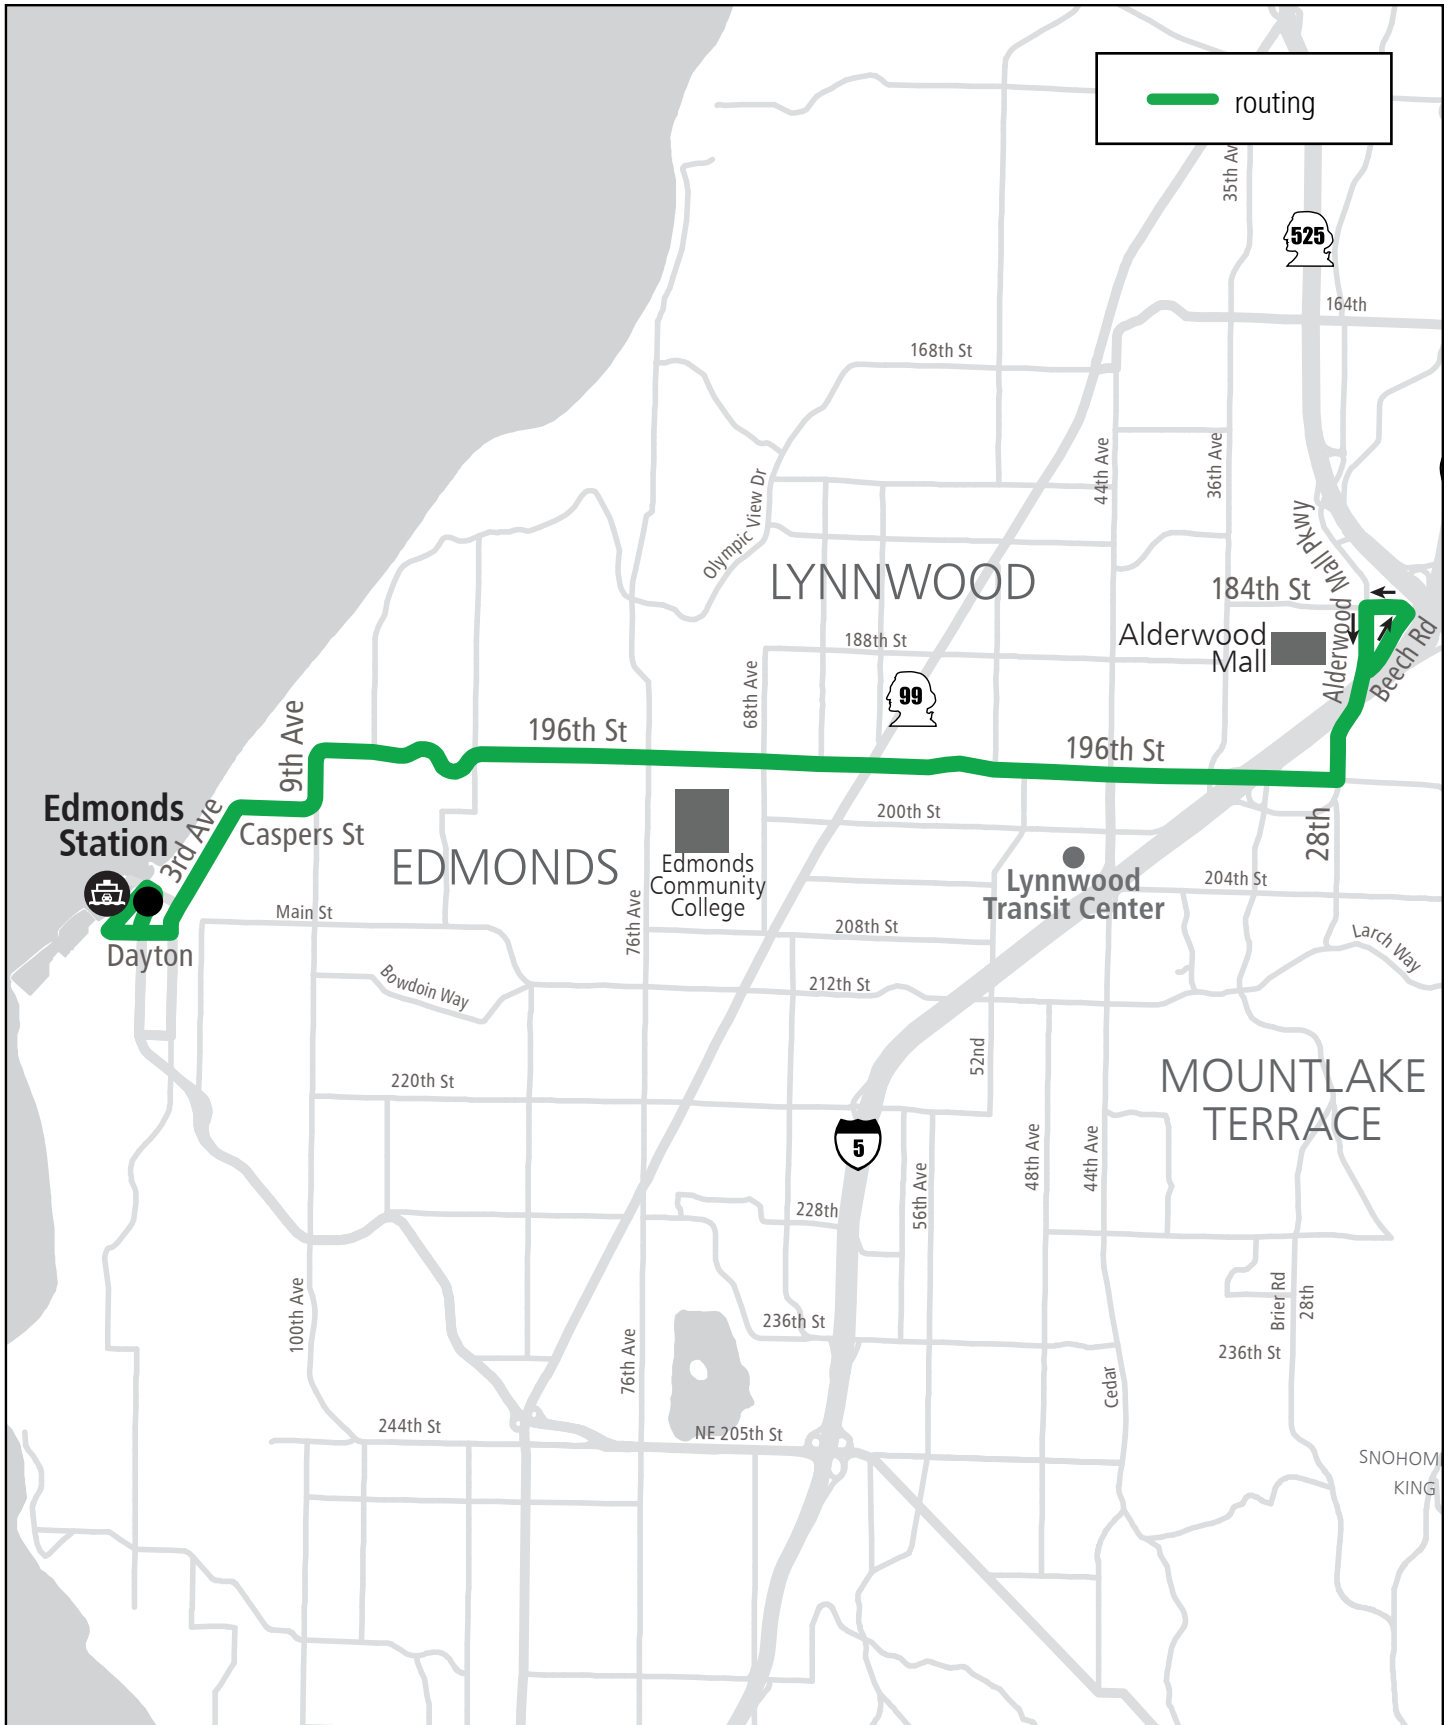 routing
35th Av
525
164th
168th St
44th Ave
36th Ave
Olympic View Dr
Alderwood Mall Pkwy
LYNNWOOD
184th St
Alderwood
Mall
Beech Rd
188th St
68th Ave
99
9th Ave
196th St
196th St
Edmonds
Station
3rd Ave
Caspers St
200th St
28th
EDMONDS
Edmonds
Community
College
Lynnwood
Transit Center
204th St
Main St
76th Ave
208th St
Dayton
Larch Way
Bowdoin Way
212th St
52nd
220th St
MOUNTLAKE
TERRACE
5
48th Ave
44th Ave
56th Ave
228th
100th Ave
Brier Rd
28th
236th St
76th Ave
236th St
Cedar
244th St
NE 205th St
SNOHOMI
KING